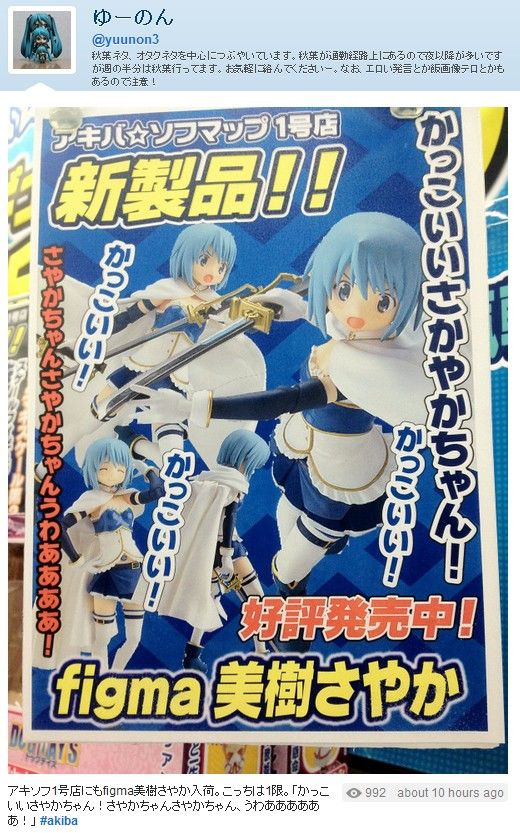 ゆーのん
@yuunon3
秋葉ネタ、オタクネタを中心につぶやいています。秋葉が通勤経路上にあるので夜以降が多いです
が週の半分は秋葉行ってます。お気軽に絡んでくださいー。なお、エロい発言とか飯画像テロとかも
あるので注意！
アキバ☆ソフマップ 1号店
新製品!!
かっこいいさかやかちゃん!
かっこいい!
かっこいい!
かっこいい!
さやかちゃんさやかちゃんうわああああ!
好評発売中!
figma 美樹さやか
アキソフ1号店にもfigma美樹さやか入荷。こっちは1限。「かっこ
いいさやかちゃん！さやかちゃんさやかちゃん、うわあああああ
あ！」 #akiba
992 about 10 hours ago